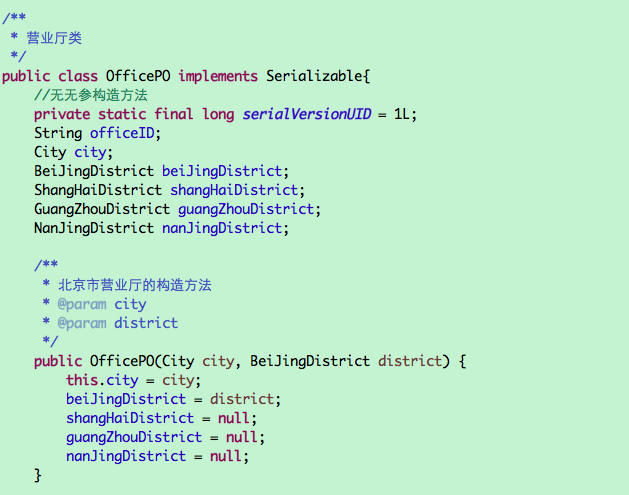 /**
 * 营业厅类
 */
public class OfficePO implements Serializable{
    //无无参构造方法
    private static final long serialVersionUID = 1L;
    String officeID;
    City city;
    BeiJingDistrict beiJingDistrict;
    ShangHaiDistrict shangHaiDistrict;
    GuangZhouDistrict guangZhouDistrict;
    NanJingDistrict nanJingDistrict;

    /**
     * 北京市营业厅的构造方法
     * @param city
     * @param district
     */
    public OfficePO(City city, BeiJingDistrict district) {
        this.city = city;
        beiJingDistrict = district;
        shangHaiDistrict = null;
        guangZhouDistrict = null;
        nanJingDistrict = null;
    }